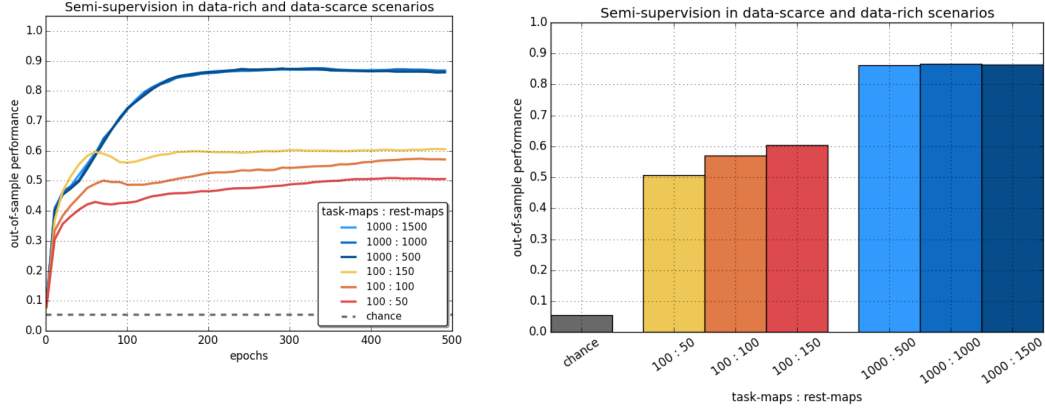 Semi-supervision in data-rich and data-scarce scenarios
out-of-sample performance
1.0
0.9
0.8
0.7
0.6
0.5
0.4
0.3
0.2
0.1
0.0
task-maps : rest-maps
1000 : 1500
1000 : 1000
1000 : 500
100 : 150
100 : 100
100 : 50
chance
0
100
200
300
400
500
epochs
Semi-supervision in data-scarce and data-rich scenarios
out-of-sample performance
1.0
0.9
0.8
0.7
0.6
0.5
0.4
0.3
0.2
0.1
0.0
chance
100 : 50
100 : 100
100 : 150
1000 : 500
1000 : 1000
1000 : 1500
task-maps : rest-maps